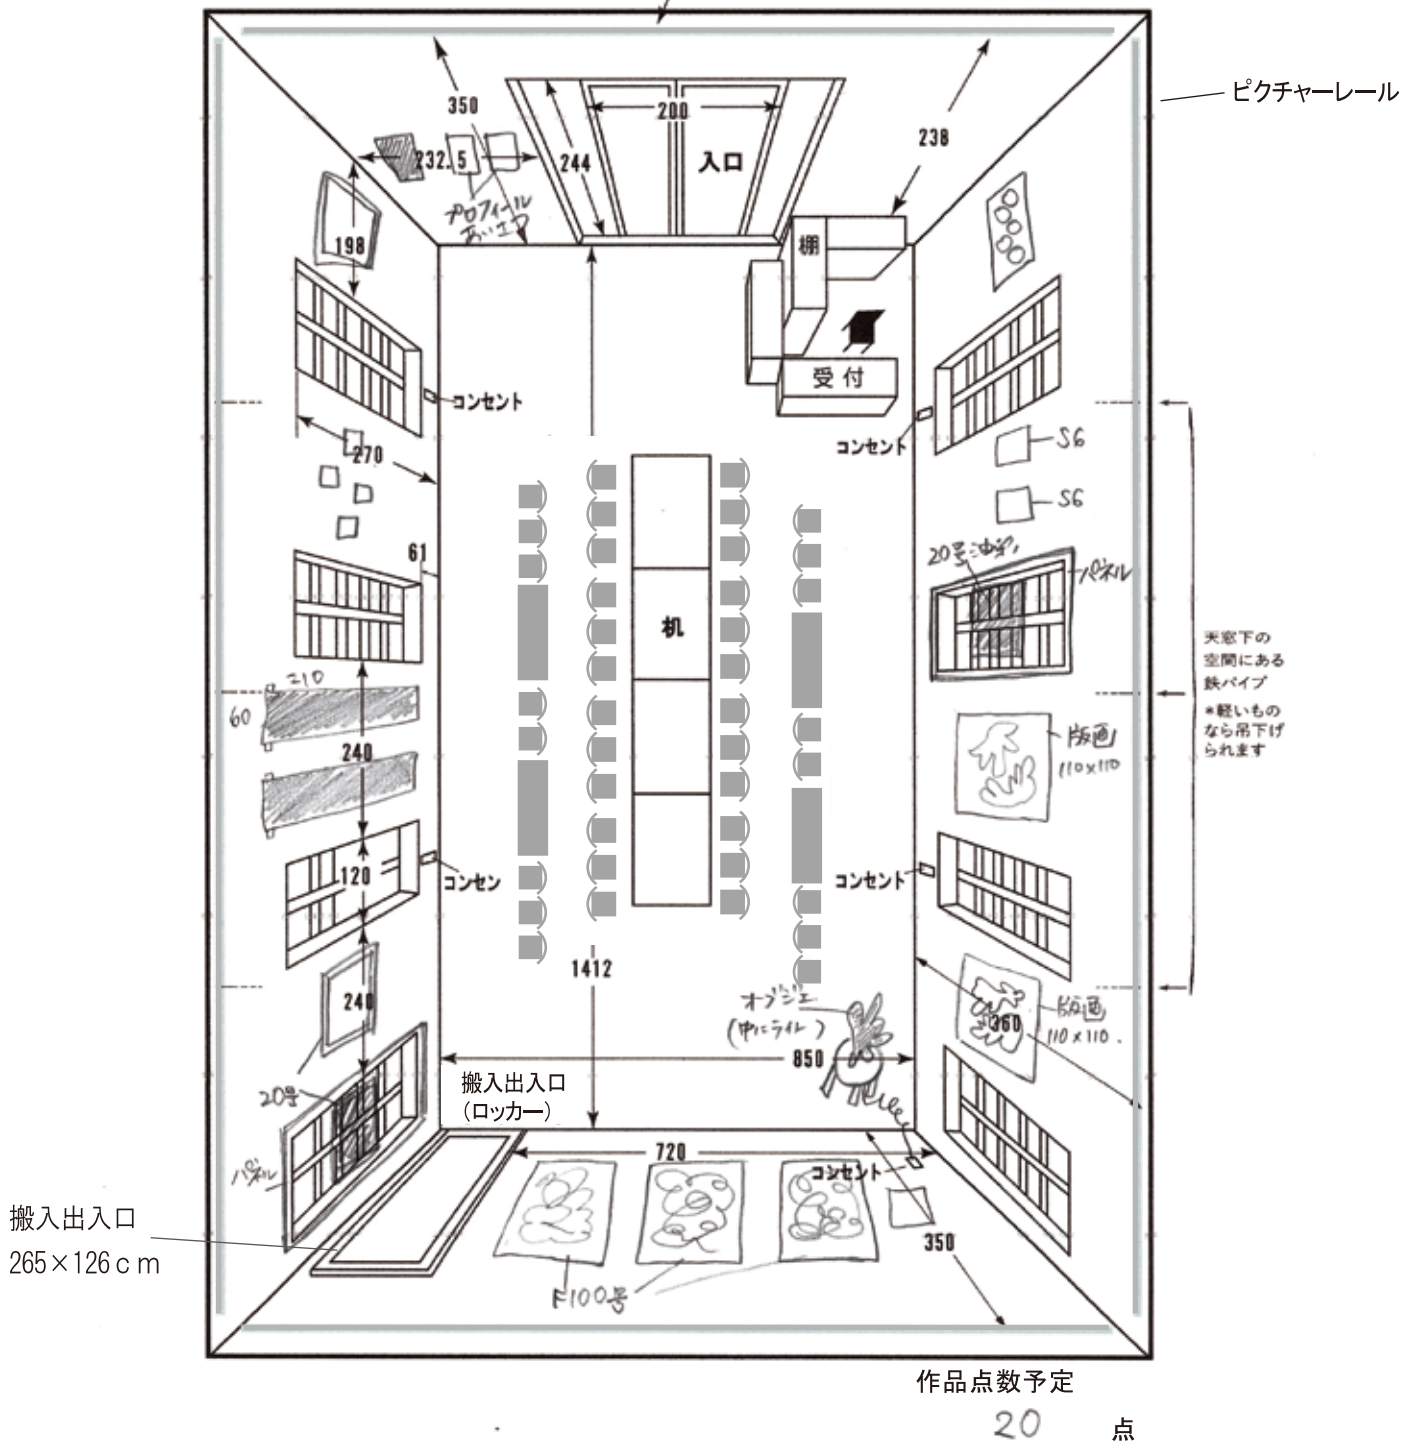 ピクチャーレール
350
200
238
244
入口
232.5
プロフィール
198
棚
受付
コンセント
コンセント
270
S6
S6
61
20号油彩
パネル
机
天窓下の
空間にある
鉄パイプ
＊軽いもの
なら吊下げ
られます
210
60
240
版画
110×110
120
コンセン
コンセント
1412
240
オブジェ
(中にライト)
版画
360
110×110.
850
搬入出入口
（ロッカー）
20号
パネル
720
コンセント
搬入出入口
265×126ｃｍ
350
F100号
作品点数予定
20 点